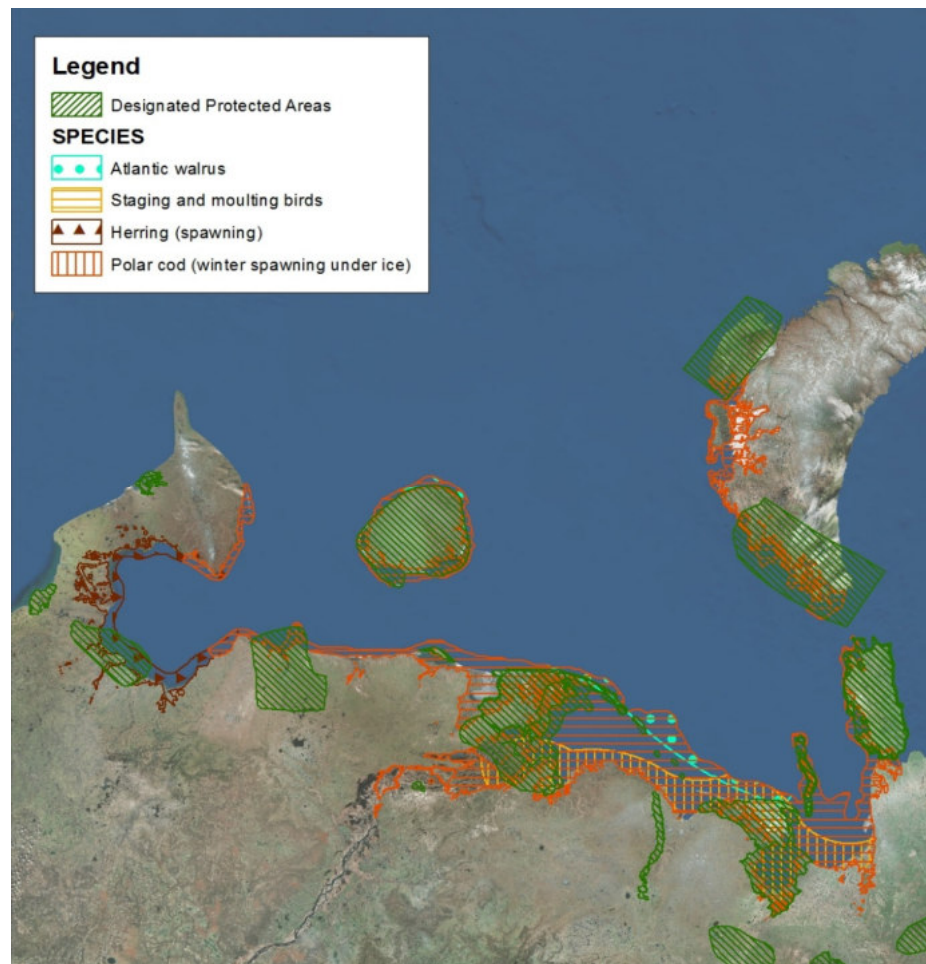 Legend
Designated Protected Areas
SPECIES
Atlantic walrus
Staging and moulting birds
Herring (spawning)
Polar cod (winter spawning under ice)